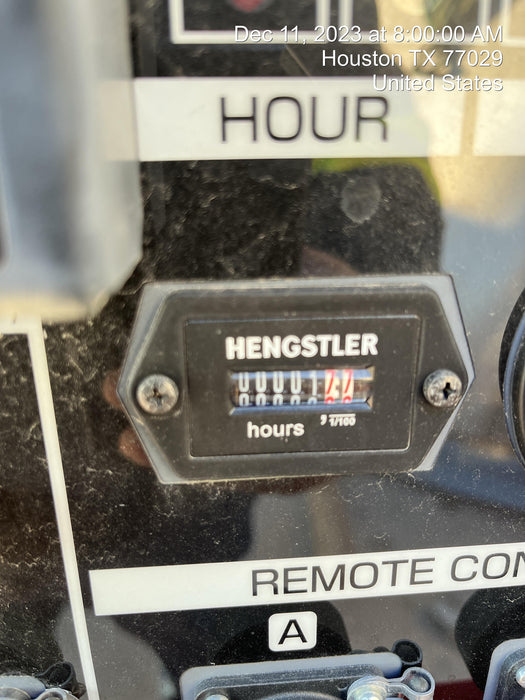 Dec 11, 2023 at 8:00:00 AM
Houston TX 77029
United States
HOUR
HENGSTLER
hours
, 1/100
REMOTE CON
A